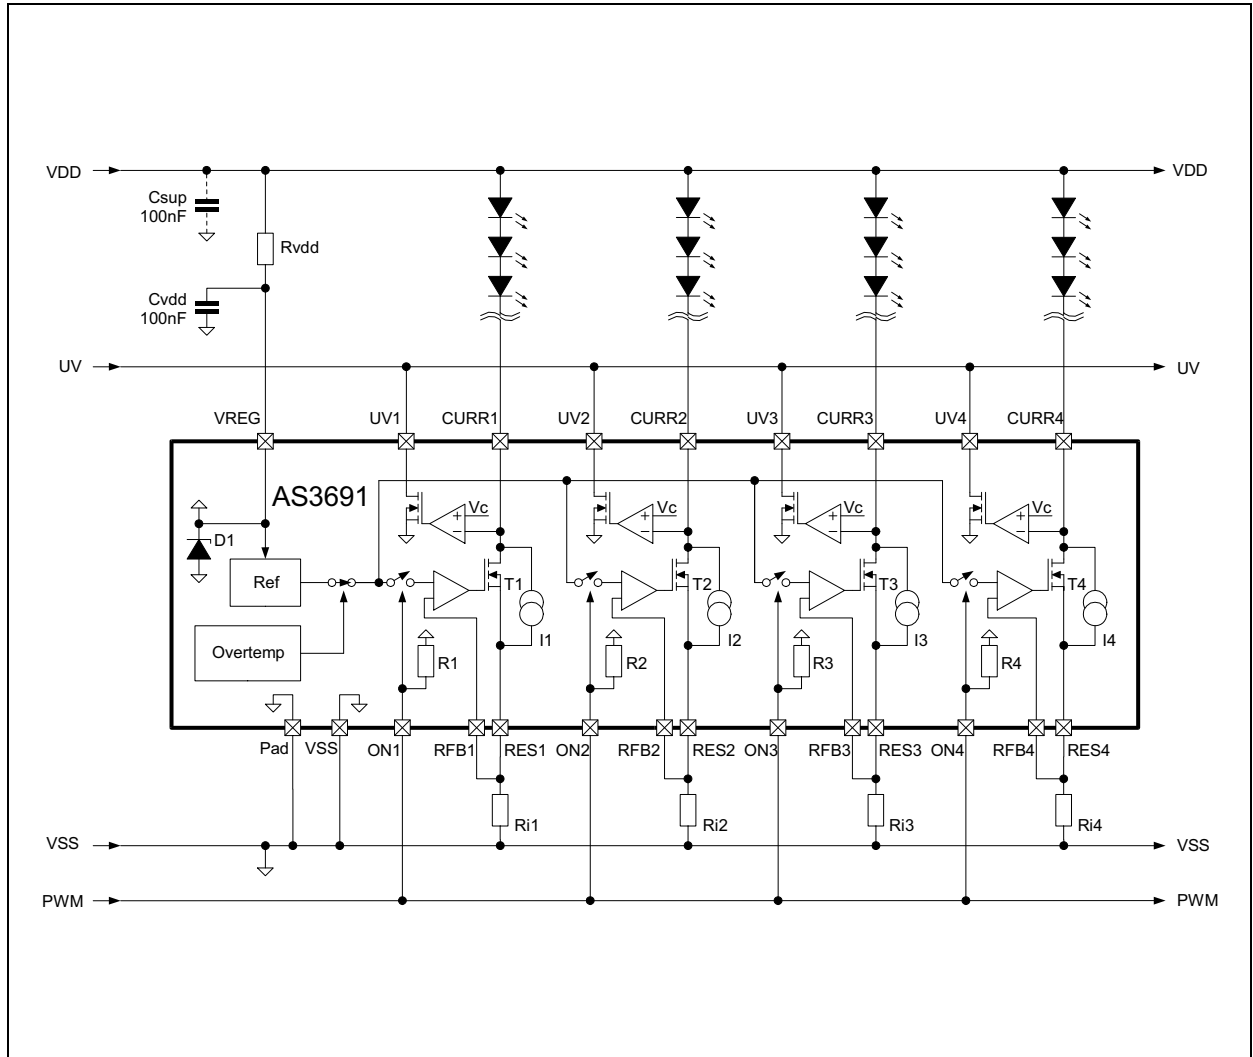 VDD
VDD
Csup
100nF
Rvdd
Cvdd
100nF
UV
UV
VREG
UV1
CURR1
UV2
CURR2
UV3
CURR3
UV4
CURR4
AS3691
Vc
Vc
Vc
Vc
D1
Ref
T1
T2
T3
T4
Overtemp
R1
I1
R2
I2
R3
I3
R4
I4
Pad
VSS
ON1
RFB1
RES1
ON2
RFB2
RES2
ON3
RFB3
RES3
ON4
RFB4
RES4
Ri1
Ri2
Ri3
Ri4
VSS
VSS
PWM
PWM